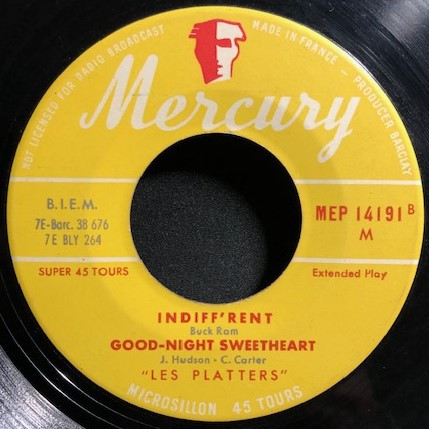 NOT LICENSED FOR RADIO BROADCAST
MADE IN FRANCE - PRODUCER BARCLAY
Mercury
B.I.E.M.
7E-Barc. 38 676
7E BLY 264
MEP 14191 B
M
SUPER 45 TOURS
Extended Play
INDIFF'RENT
Buck Ram
GOOD-NIGHT SWEETHEART
J. Hudson - C. Carter
"LES PLATTERS"
MICROSILLON 45 TOURS